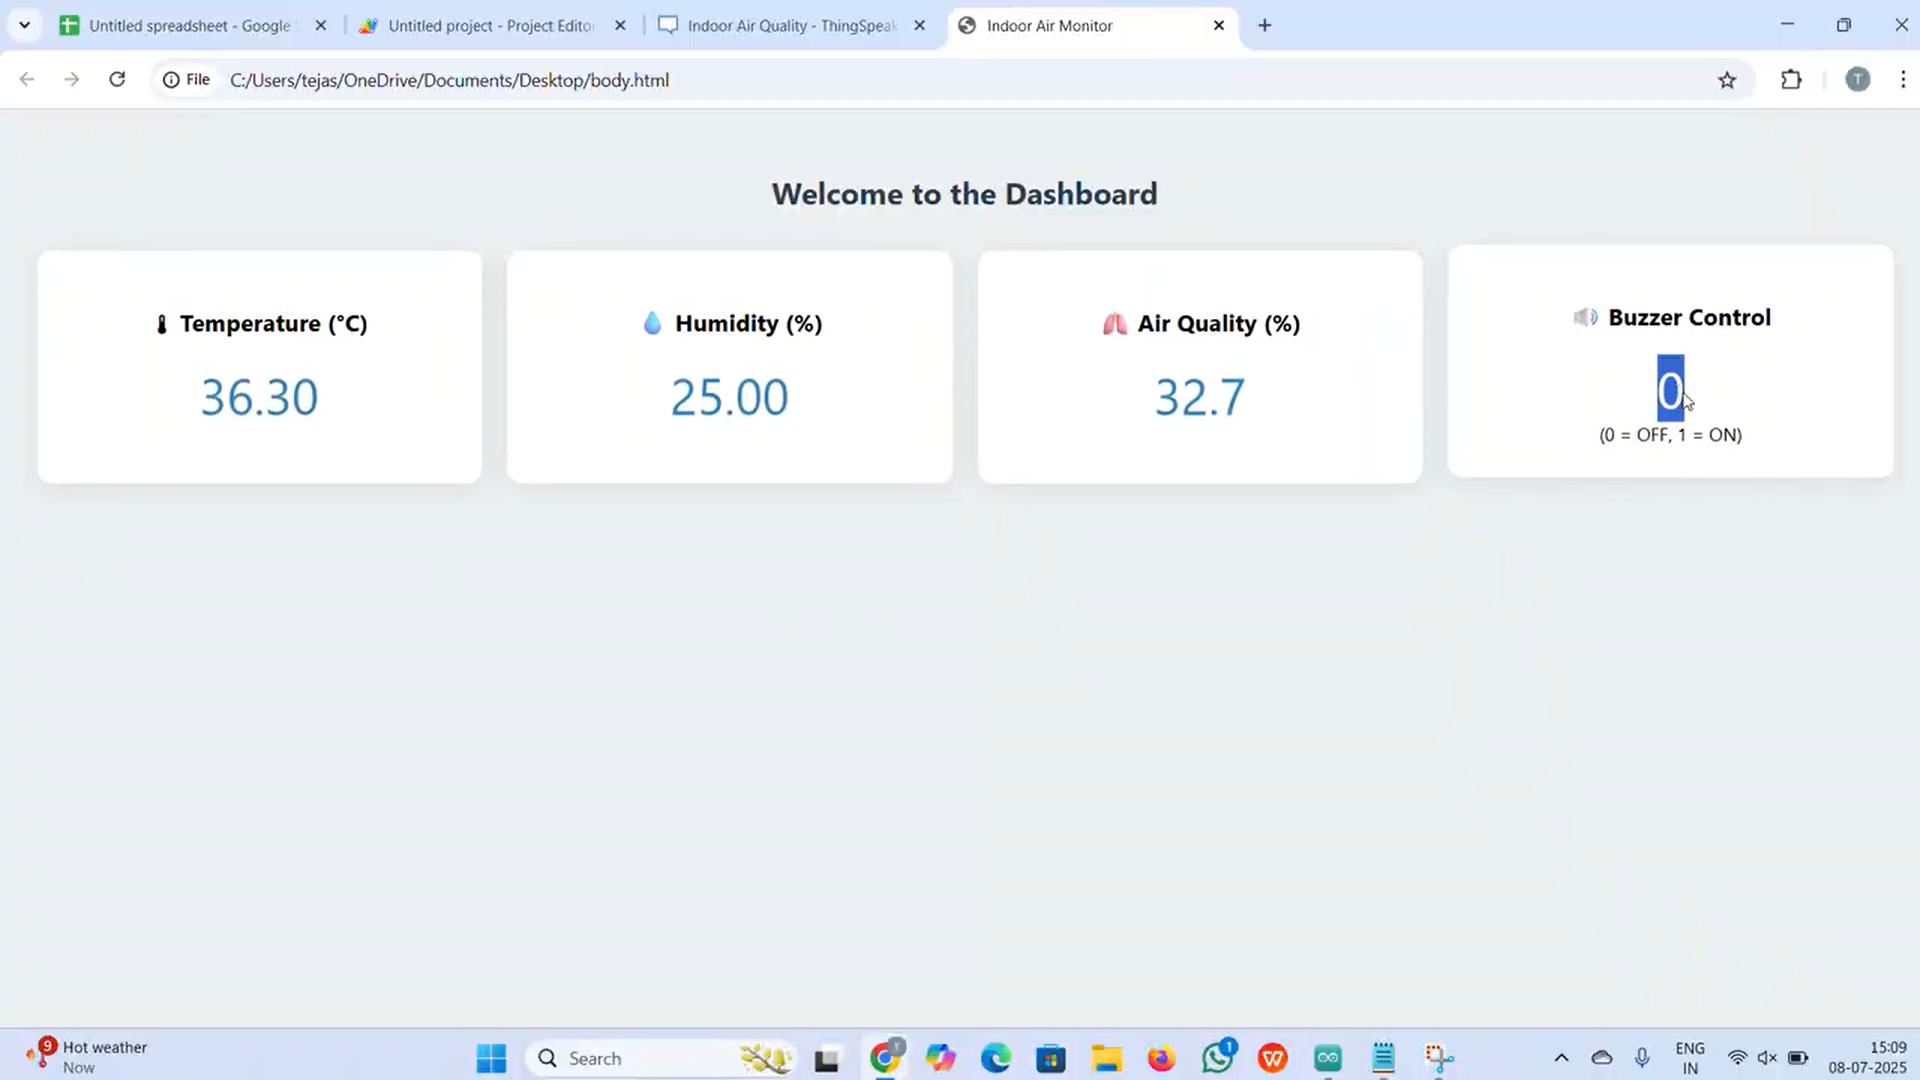 Untitled spreadsheet - Google
Untitled project - Project Edito
Indoor Air Quality - ThingSpeak
Indoor Air Monitor
File
C:/Users/tejas/OneDrive/Documents/Desktop/body.html
T
Welcome to the Dashboard
Temperature (°C)
36.30
Humidity (%)
25.00
Air Quality (%)
32.7
Buzzer Control
0
(0 = OFF, 1 = ON)
9
Hot weather
Now
Search
T
1
W
ENG
IN
15:09
08-07-2025